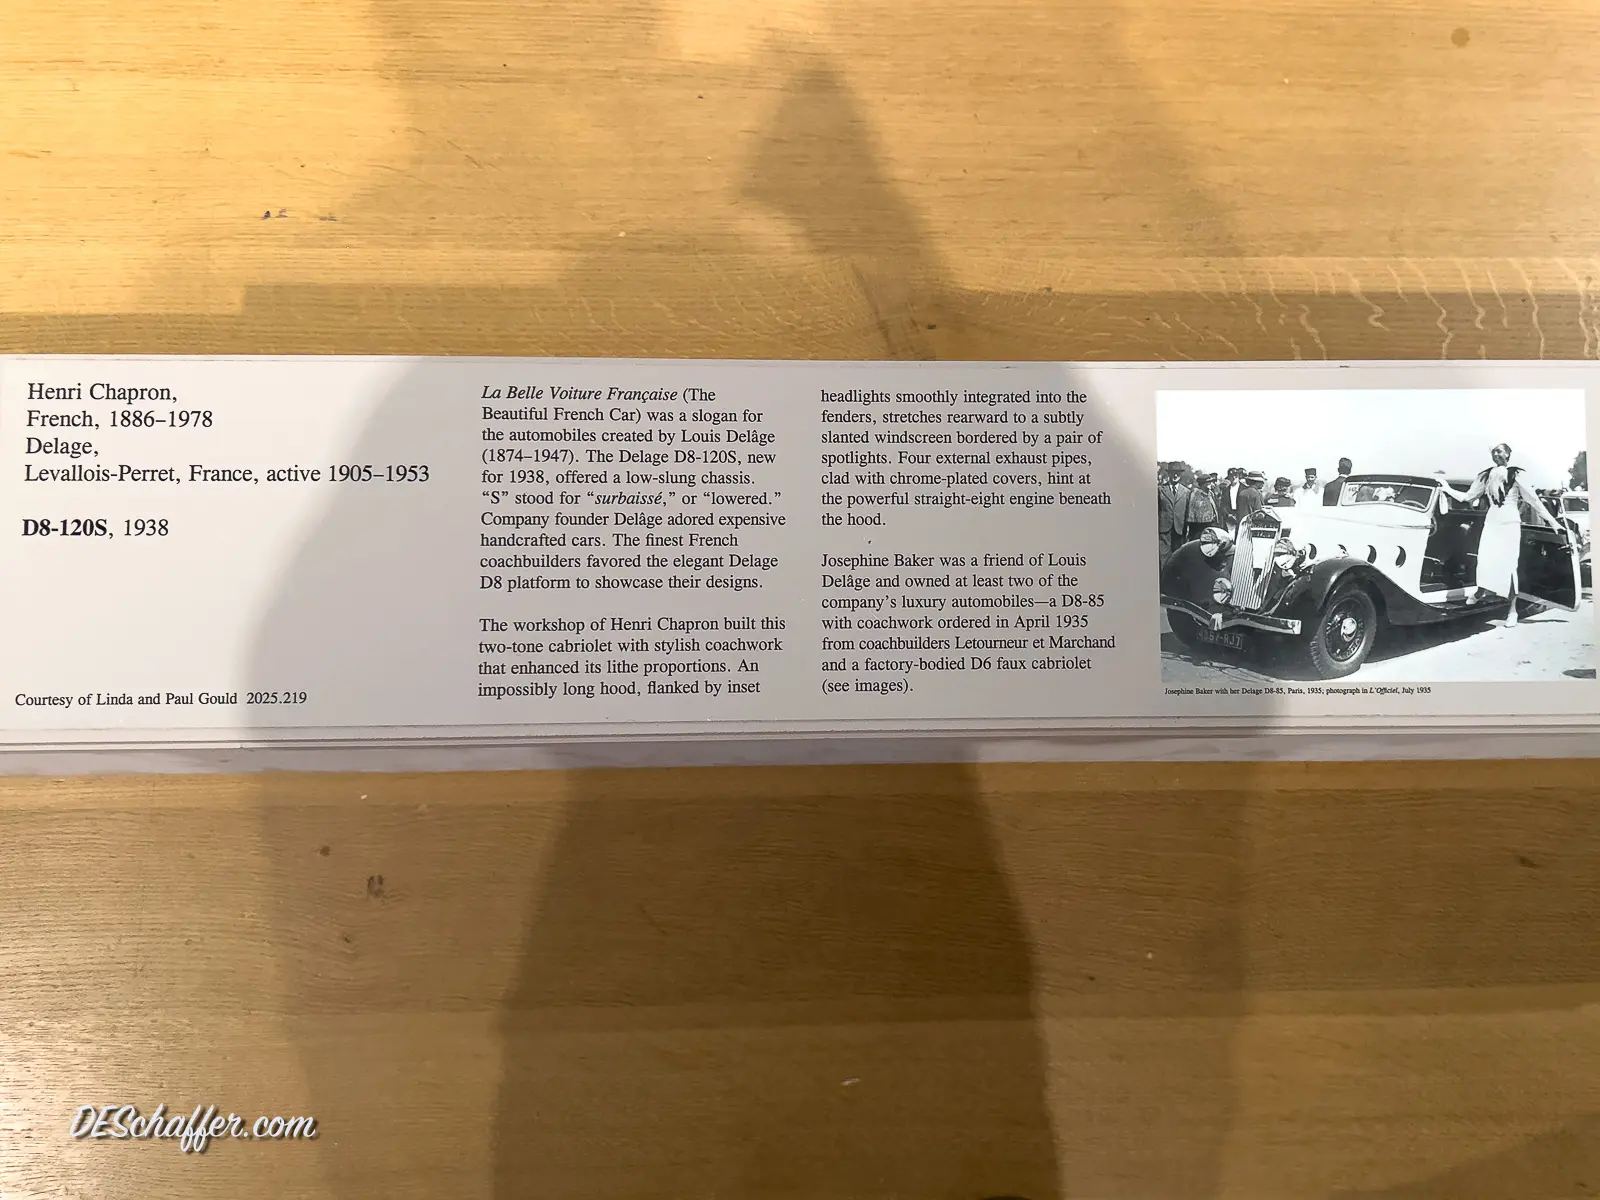 Henri Chapron,
French, 1886–1978
Delage,
Levallois-Perret, France, active 1905–1953
D8-120S, 1938
Courtesy of Linda and Paul Gould 2025.219
La Belle Voiture Française (The
Beautiful French Car) was a slogan for
the automobiles created by Louis Delâge
(1874–1947). The Delage D8-120S, new
for 1938, offered a low-slung chassis.
“S” stood for “surbaissé,” or “lowered.”
Company founder Delâge adored expensive
handcrafted cars. The finest French
coachbuilders favored the elegant Delage
D8 platform to showcase their designs.
The workshop of Henri Chapron built this
two-tone cabriolet with stylish coachwork
that enhanced its lithe proportions. An
impossibly long hood, flanked by inset
headlights smoothly integrated into the
fenders, stretches rearward to a subtly
slanted windscreen bordered by a pair of
spotlights. Four external exhaust pipes,
clad with chrome-plated covers, hint at
the powerful straight-eight engine beneath
the hood.
Josephine Baker was a friend of Louis
Delâge and owned at least two of the
company’s luxury automobiles—a D8-85
with coachwork ordered in April 1935
from coachbuilders Letourneur et Marchand
and a factory-bodied D6 faux cabriolet
(see images).
Josephine Baker with her Delage D8-85, Paris, 1935; photograph in L’Officiel, July 1935
DESchaffer.com